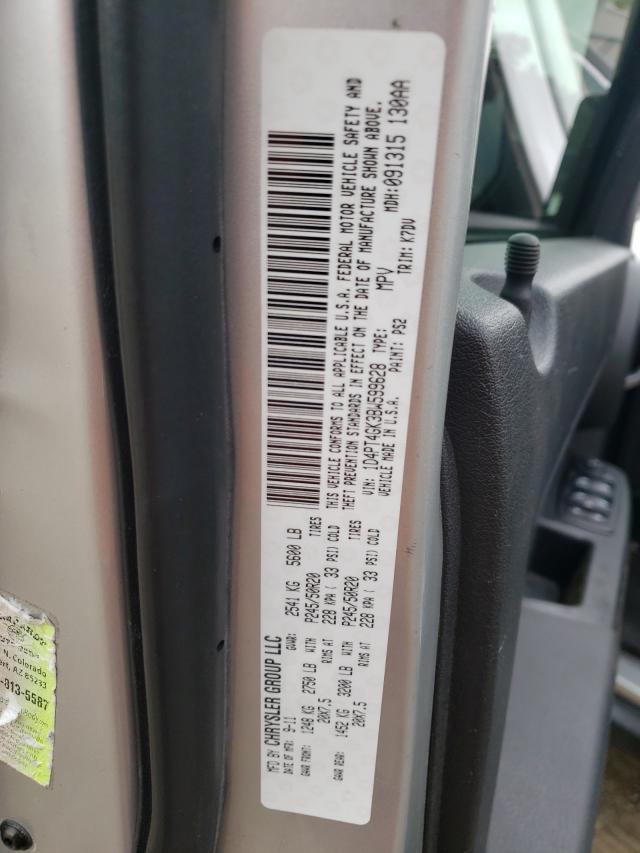 MFD BY CHRYSLER GROUP LLC
DATE OF MFR: 9-11 GVWR: 2541 KG 5600 LB
GAWR FRONT: 1248 KG 2750 LB WITH P245/50R20 TIRES
20X7.5 RIMS AT 228 KPA ( 33 PSI) COLD
GAWR REAR: 1452 KG 3200 LB WITH P245/50R20 TIRES
20X7.5 RIMS AT 228 KPA ( 33 PSI) COLD
THIS VEHICLE CONFORMS TO ALL APPLICABLE U.S.A. FEDERAL MOTOR VEHICLE SAFETY AND
THEFT PREVENTION STANDARDS IN EFFECT ON THE DATE OF MANUFACTURE SHOWN ABOVE.
VIN: 1D4PT4GK3BW599628 TYPE: MPV MDH:091315 130AA
VEHICLE MADE IN U.S.A. PAINT: PS2 TRIM: K7DV
N. Colorado
AZ 85233
-813-5587